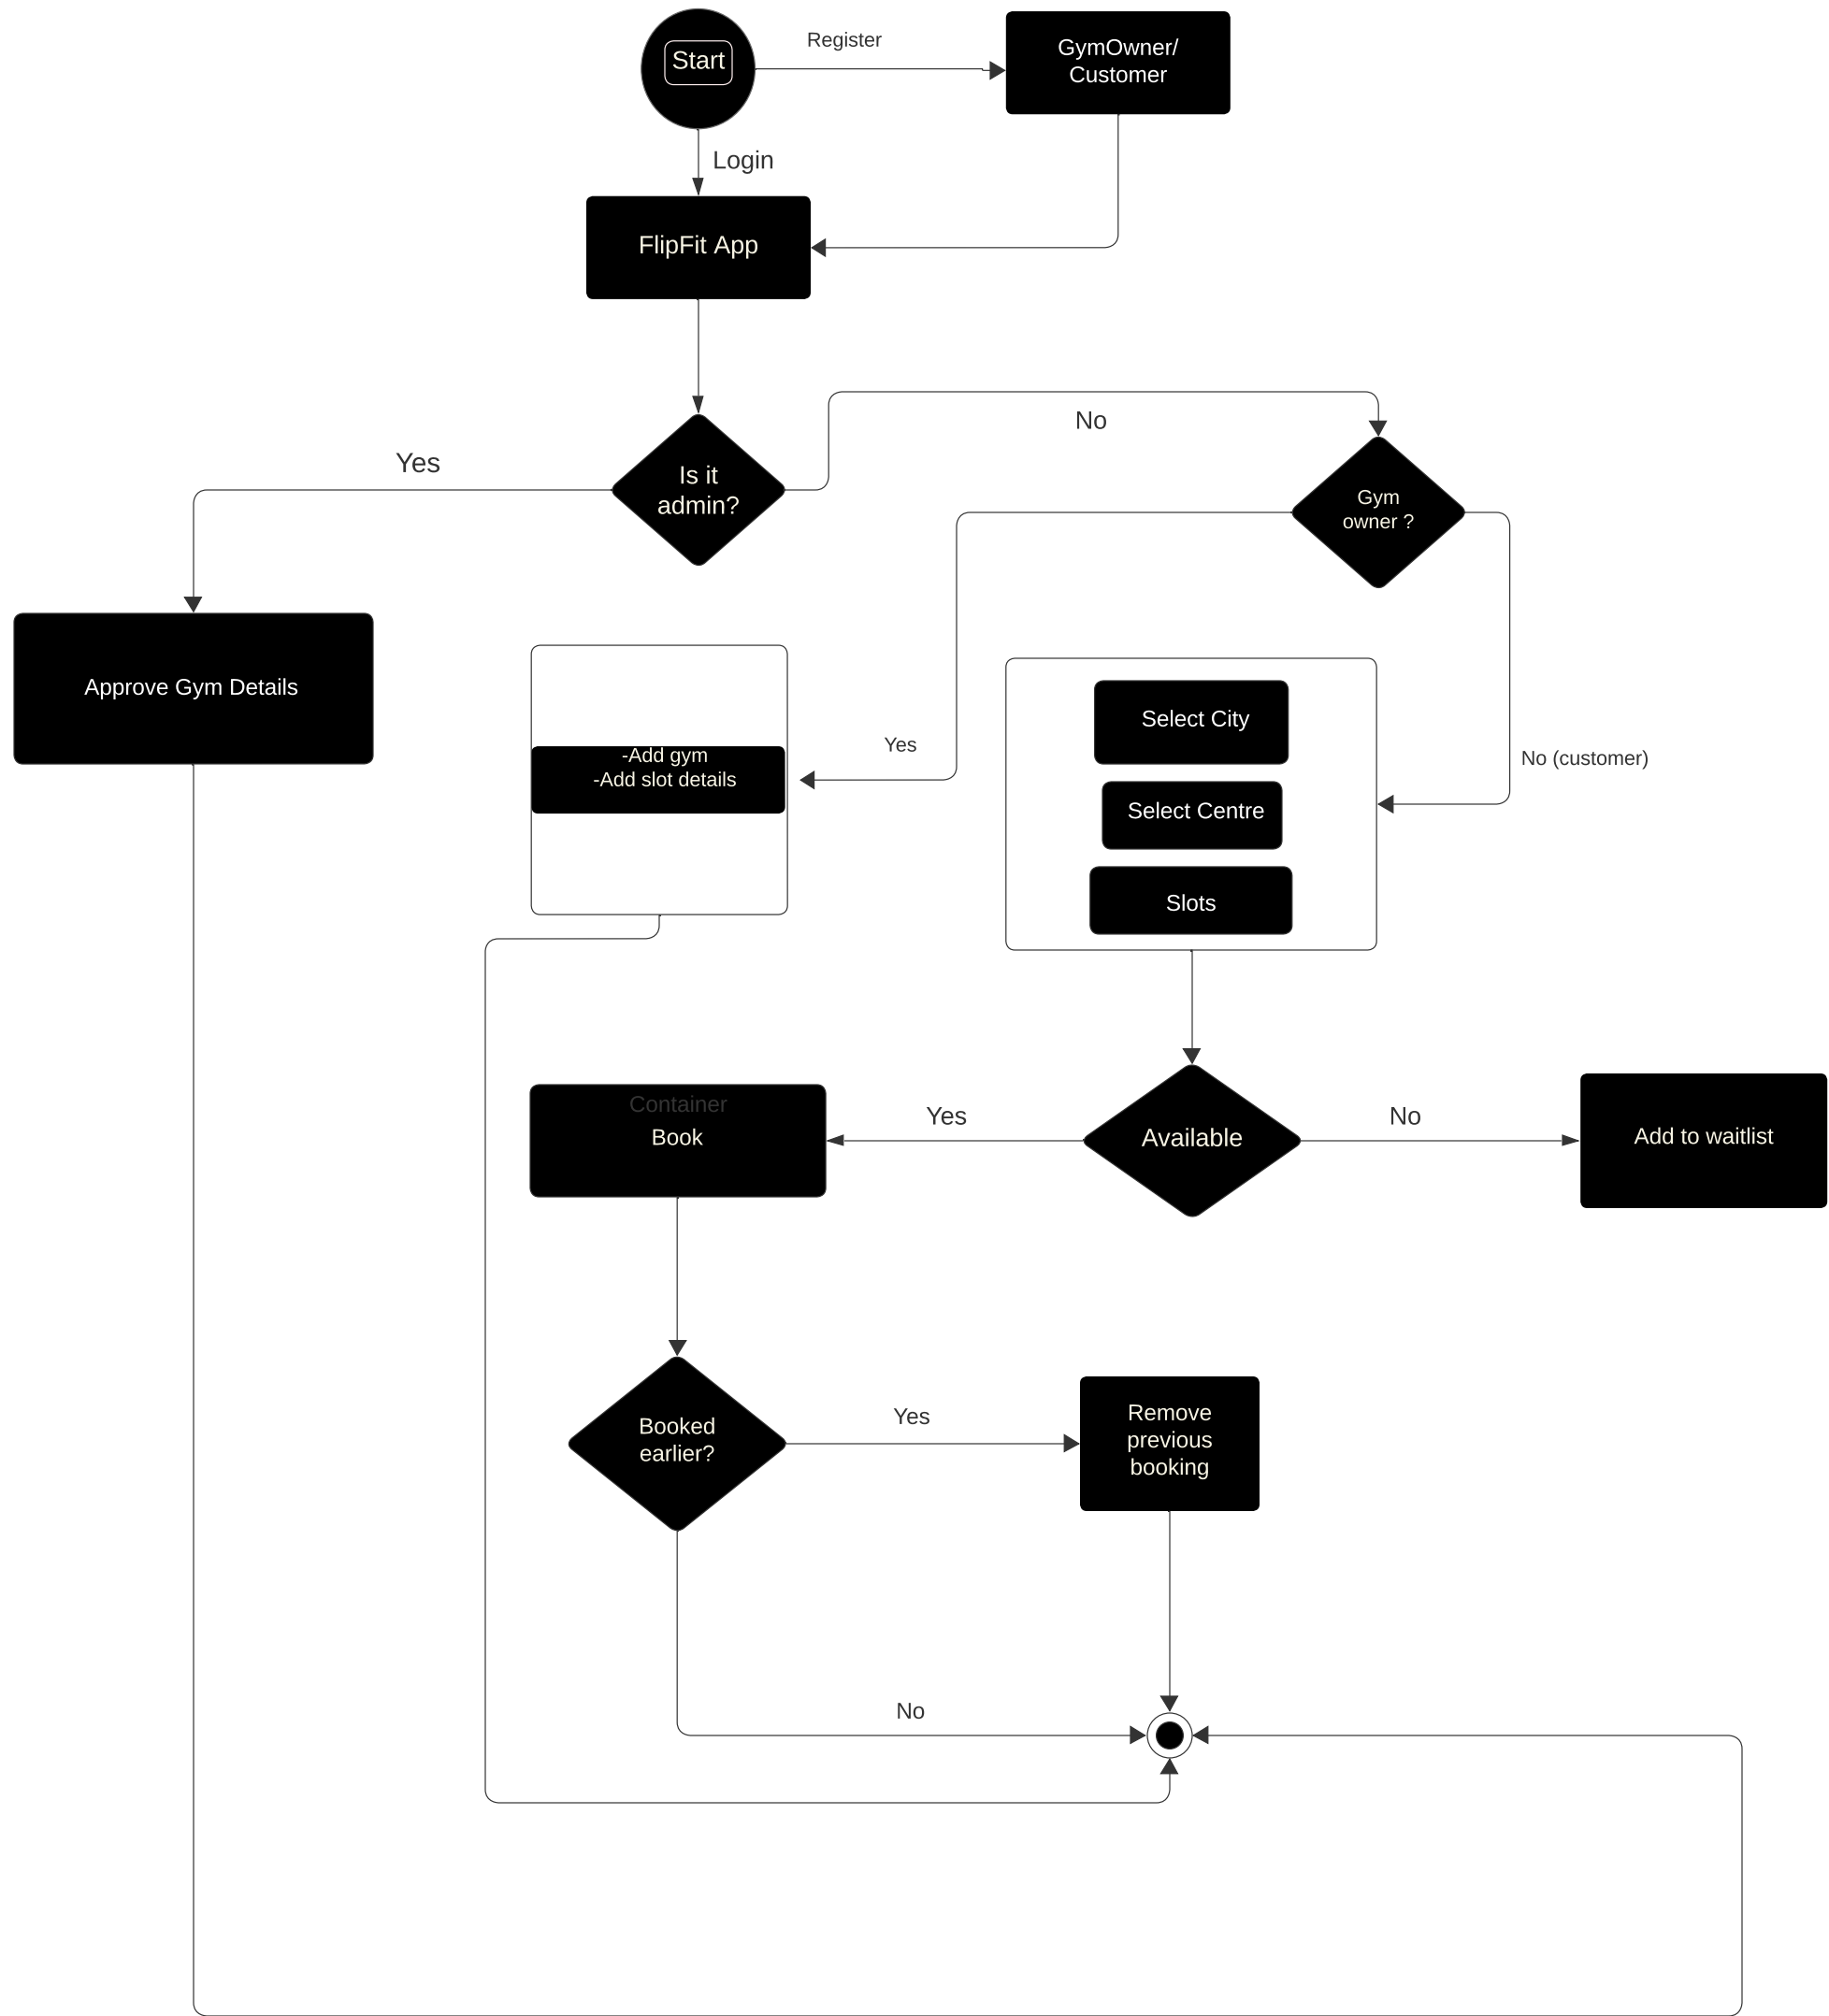 Start
Register
GymOwner/
Customer
Login
FlipFit App
No
Yes
Is it
admin?
Gym
owner ?
Approve Gym Details
Select City
Yes
-Add gym
-Add slot details
No (customer)
Select Centre
Slots
Container
Book
Yes
Available
No
Add to waitlist
Booked
earlier?
Yes
Remove
previous
booking
No